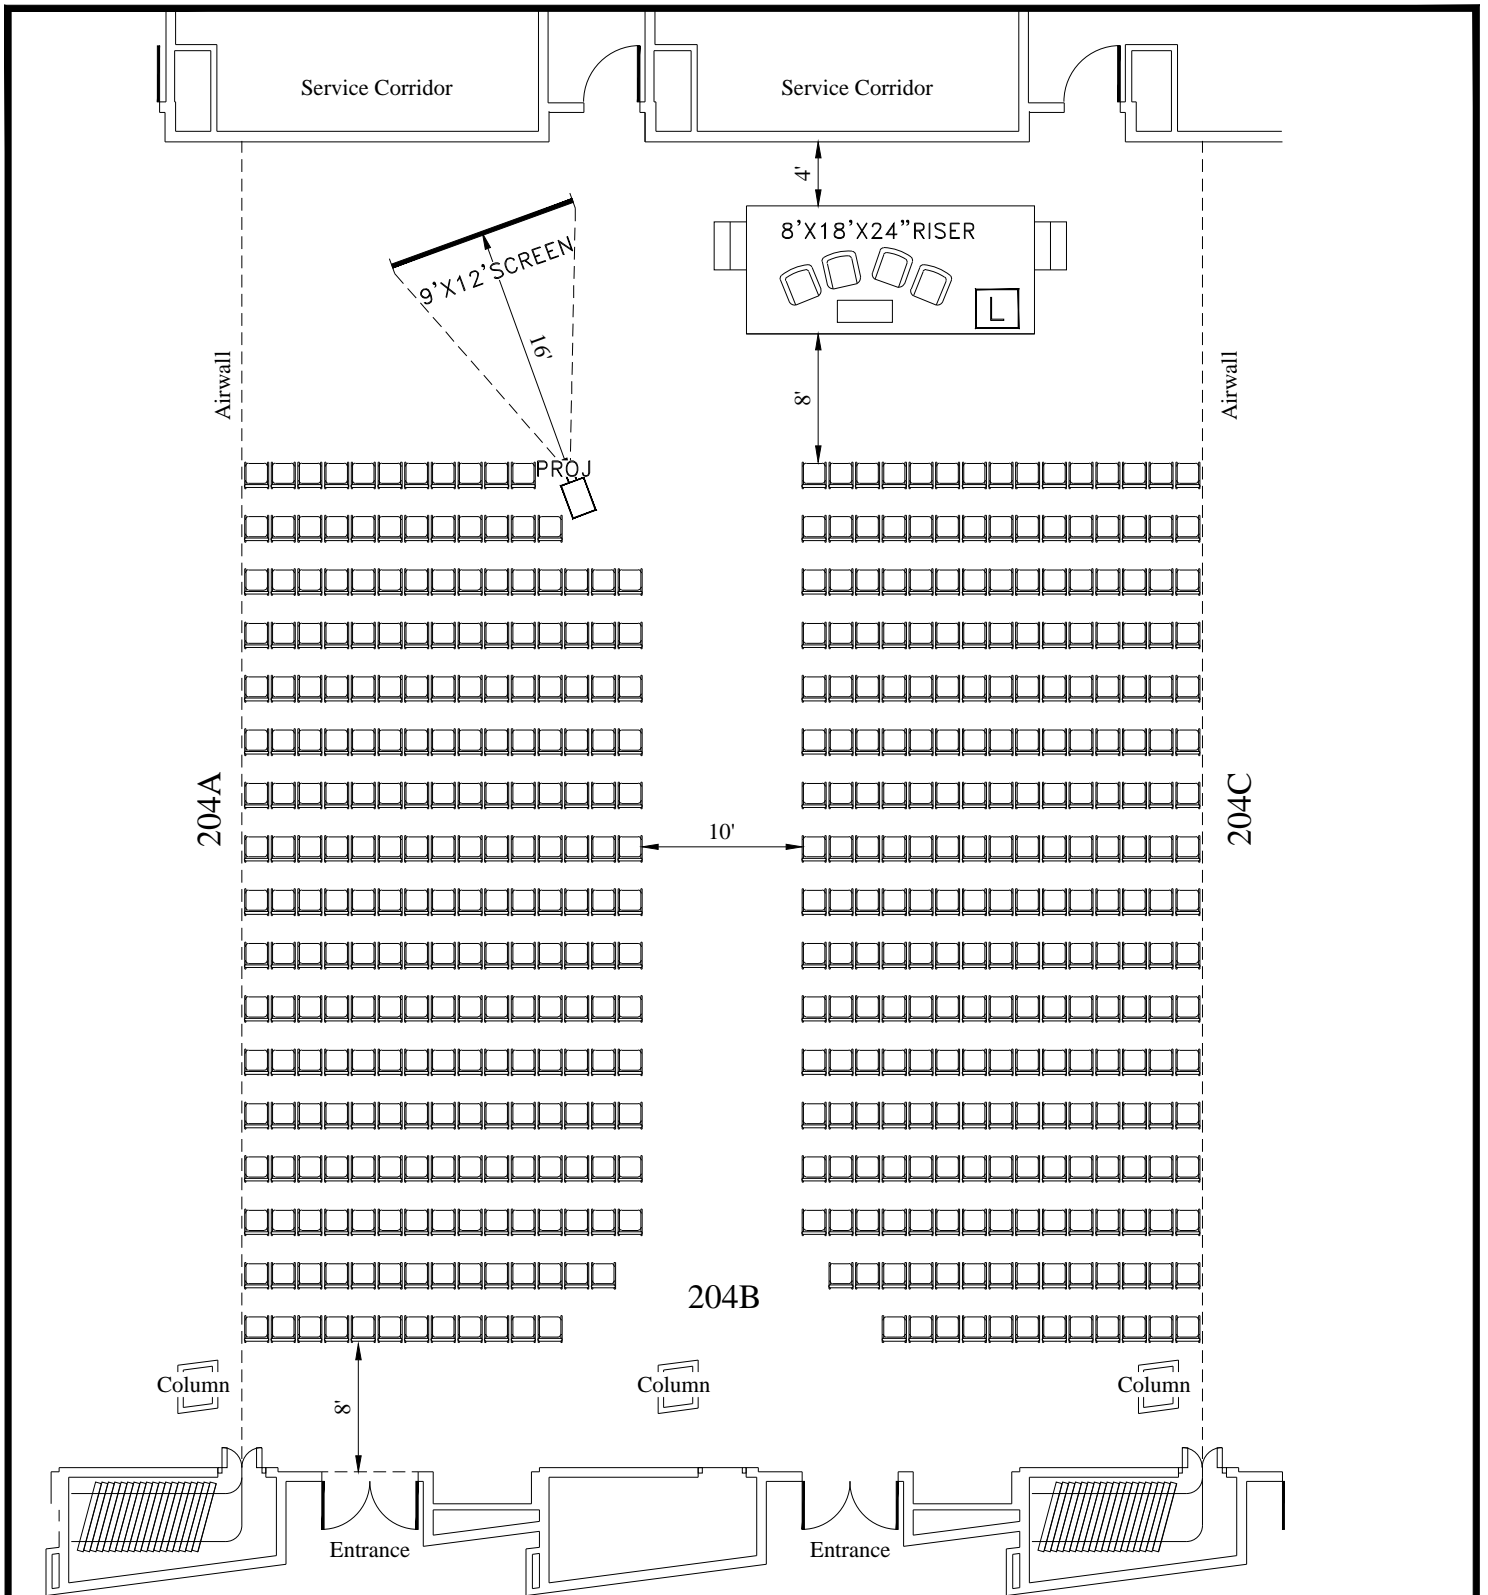 Service Corridor
Service Corridor
4'
8’X18’X24”RISER
9’X12’SCREEN
L
16'
Airwall
8'
Airwall
PROJ
204A
10'
204C
204B
Column
Column
Column
8'
Entrance
Entrance